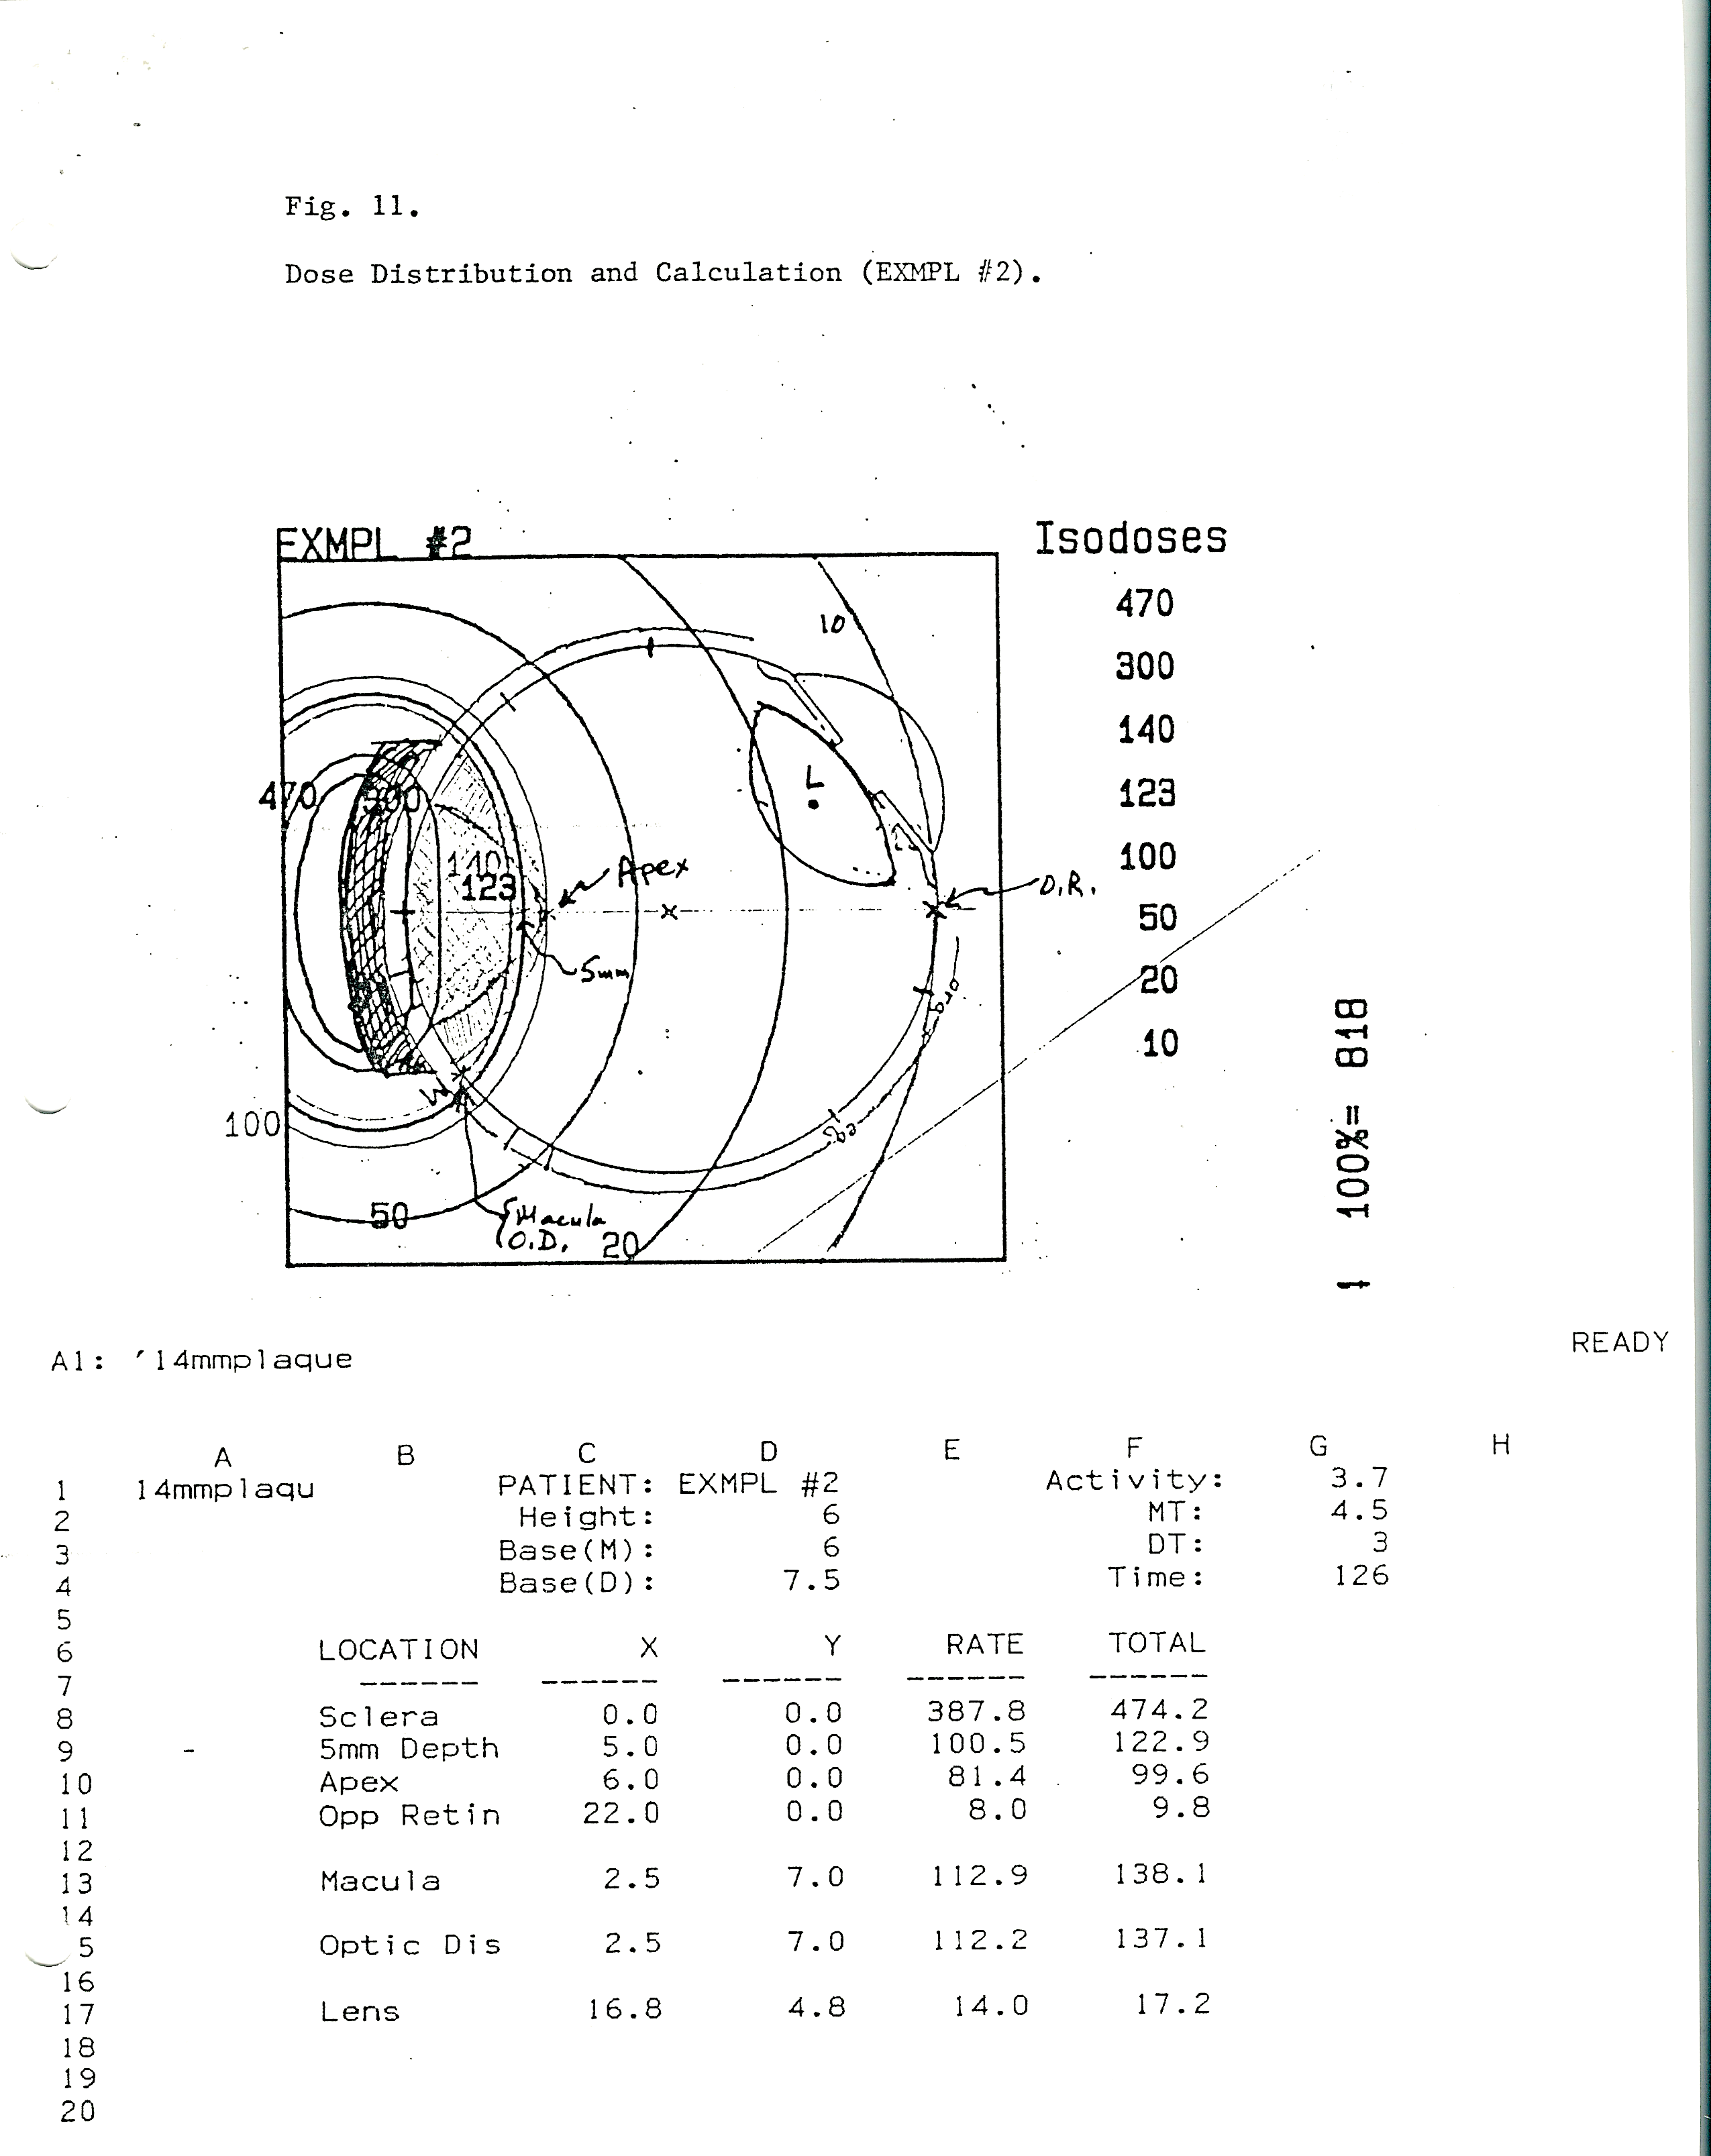 Fig. 11.
Dose Distribution and Calculation (EXMPL #2).
EXMPL #2
Isodoses
470
300
140
123
100
50
20
10
10
L
470
300
140
123
Apex
O.R.
5mm
100
50
Macula
O.D.
20
1 100%= 818
READY
A1: '14mmplaque
A B C D E F G H
1 14mmplaqu PATIENT: EXMPL #2 Activity: 3.7
2 Height: 6 MT: 4.5
3 Base(M): 6 DT: 3
4 Base(D): 7.5 Time: 126
5
6 LOCATION X Y RATE TOTAL
7 ------ ------ ------ ------ ------
8 Sclera 0.0 0.0 387.8 474.2
9 5mm Depth 5.0 0.0 100.5 122.9
10 Apex 6.0 0.0 81.4 99.6
11 Opp Retin 22.0 0.0 8.0 9.8
12
13 Macula 2.5 7.0 112.9 138.1
14
5 Optic Dis 2.5 7.0 112.2 137.1
16
17 Lens 16.8 4.8 14.0 17.2
18
19
20